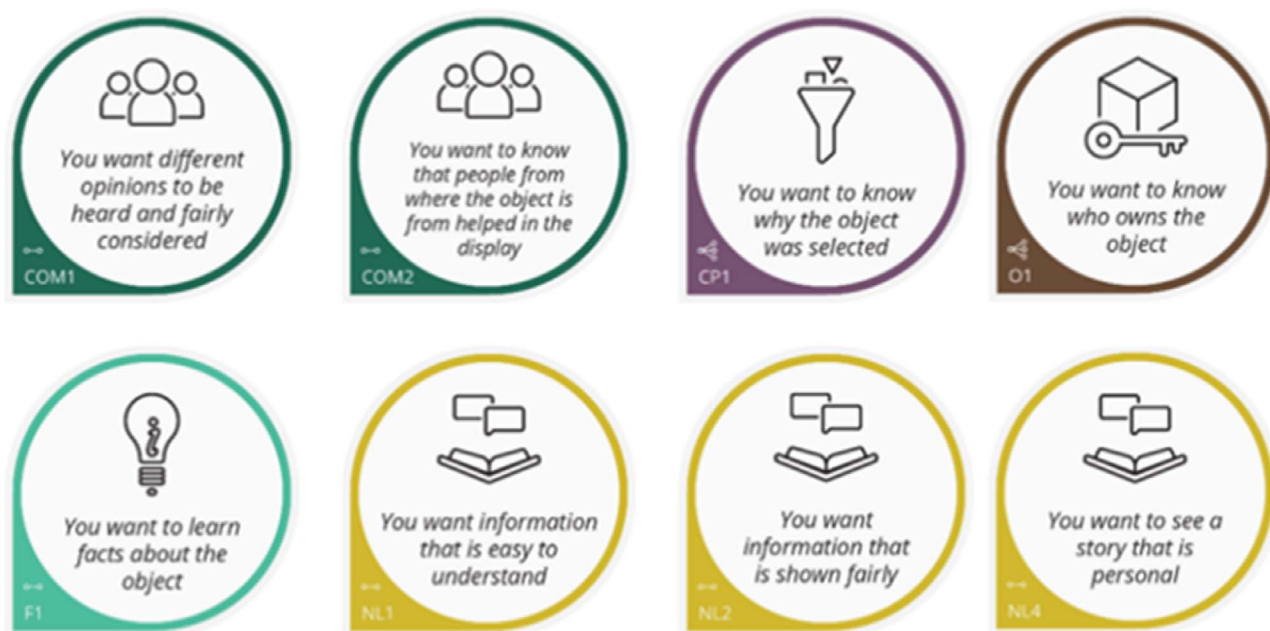 You want different
opinions to be
heard and fairly
considered
COM1
You want to know
that people from
where the object is
from helped in the
display
COM2
You want to know
why the object
was selected
CP1
You want to know
who owns the
object
O1
You want to learn
facts about the
object
F1
You want information
that is easy to
understand
NL1
You want
information that
is shown fairly
NL2
You want to see a
story that is
personal
NL4